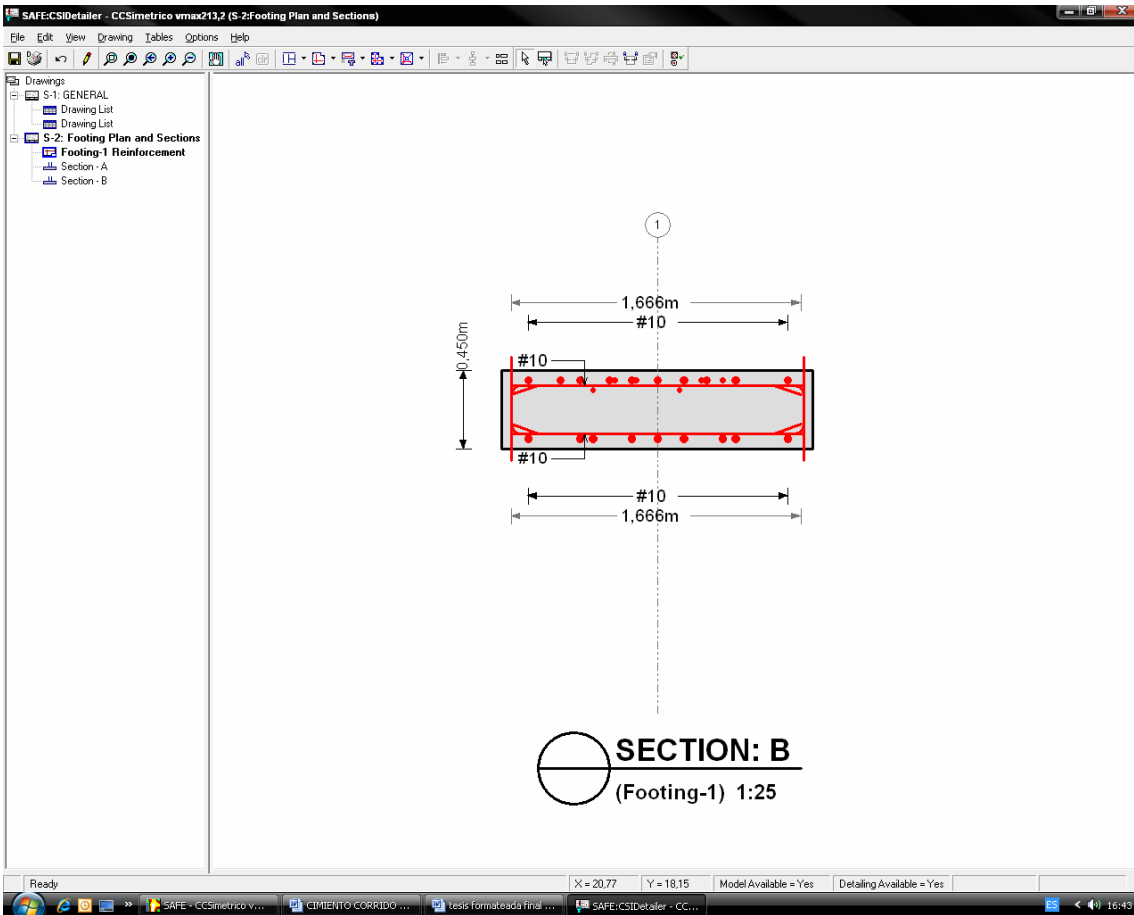 SAFE:CSIDetailer - CCSimetrico vmax213,2 (S-2:Footing Plan and Sections)
File Edit View Drawing Tables Options Help
all
Drawings
S-1: GENERAL
Drawing List
Drawing List
S-2: Footing Plan and Sections
Footing-1 Reinforcement
Section - A
Section - B
1
1,666m
#10
0,450m
#10
#10
#10
1,666m
SECTION: B
(Footing-1) 1:25
Ready X = 20,77 Y = 18,15 Model Available = Yes Detailing Available = Yes
» SAFE - CCSimetrico v... CIMIENTO CORRIDO ... tesis formateada final ... SAFE:CSIDetailer - CC... ES < 16:43